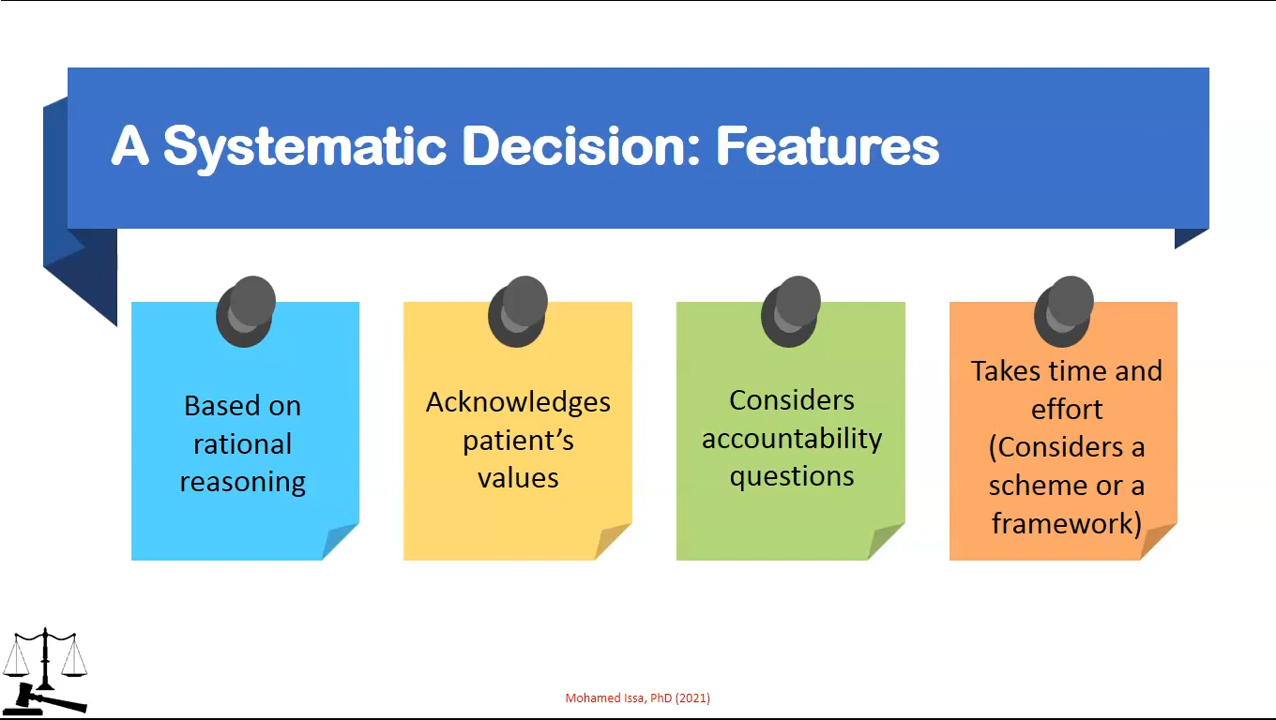 A Systematic Decision: Features
Based on
rational
reasoning
Acknowledges
patient’s
values
Considers
accountability
questions
Takes time and
effort
(Considers a
scheme or a
framework)
Mohamed Issa, PhD (2021)